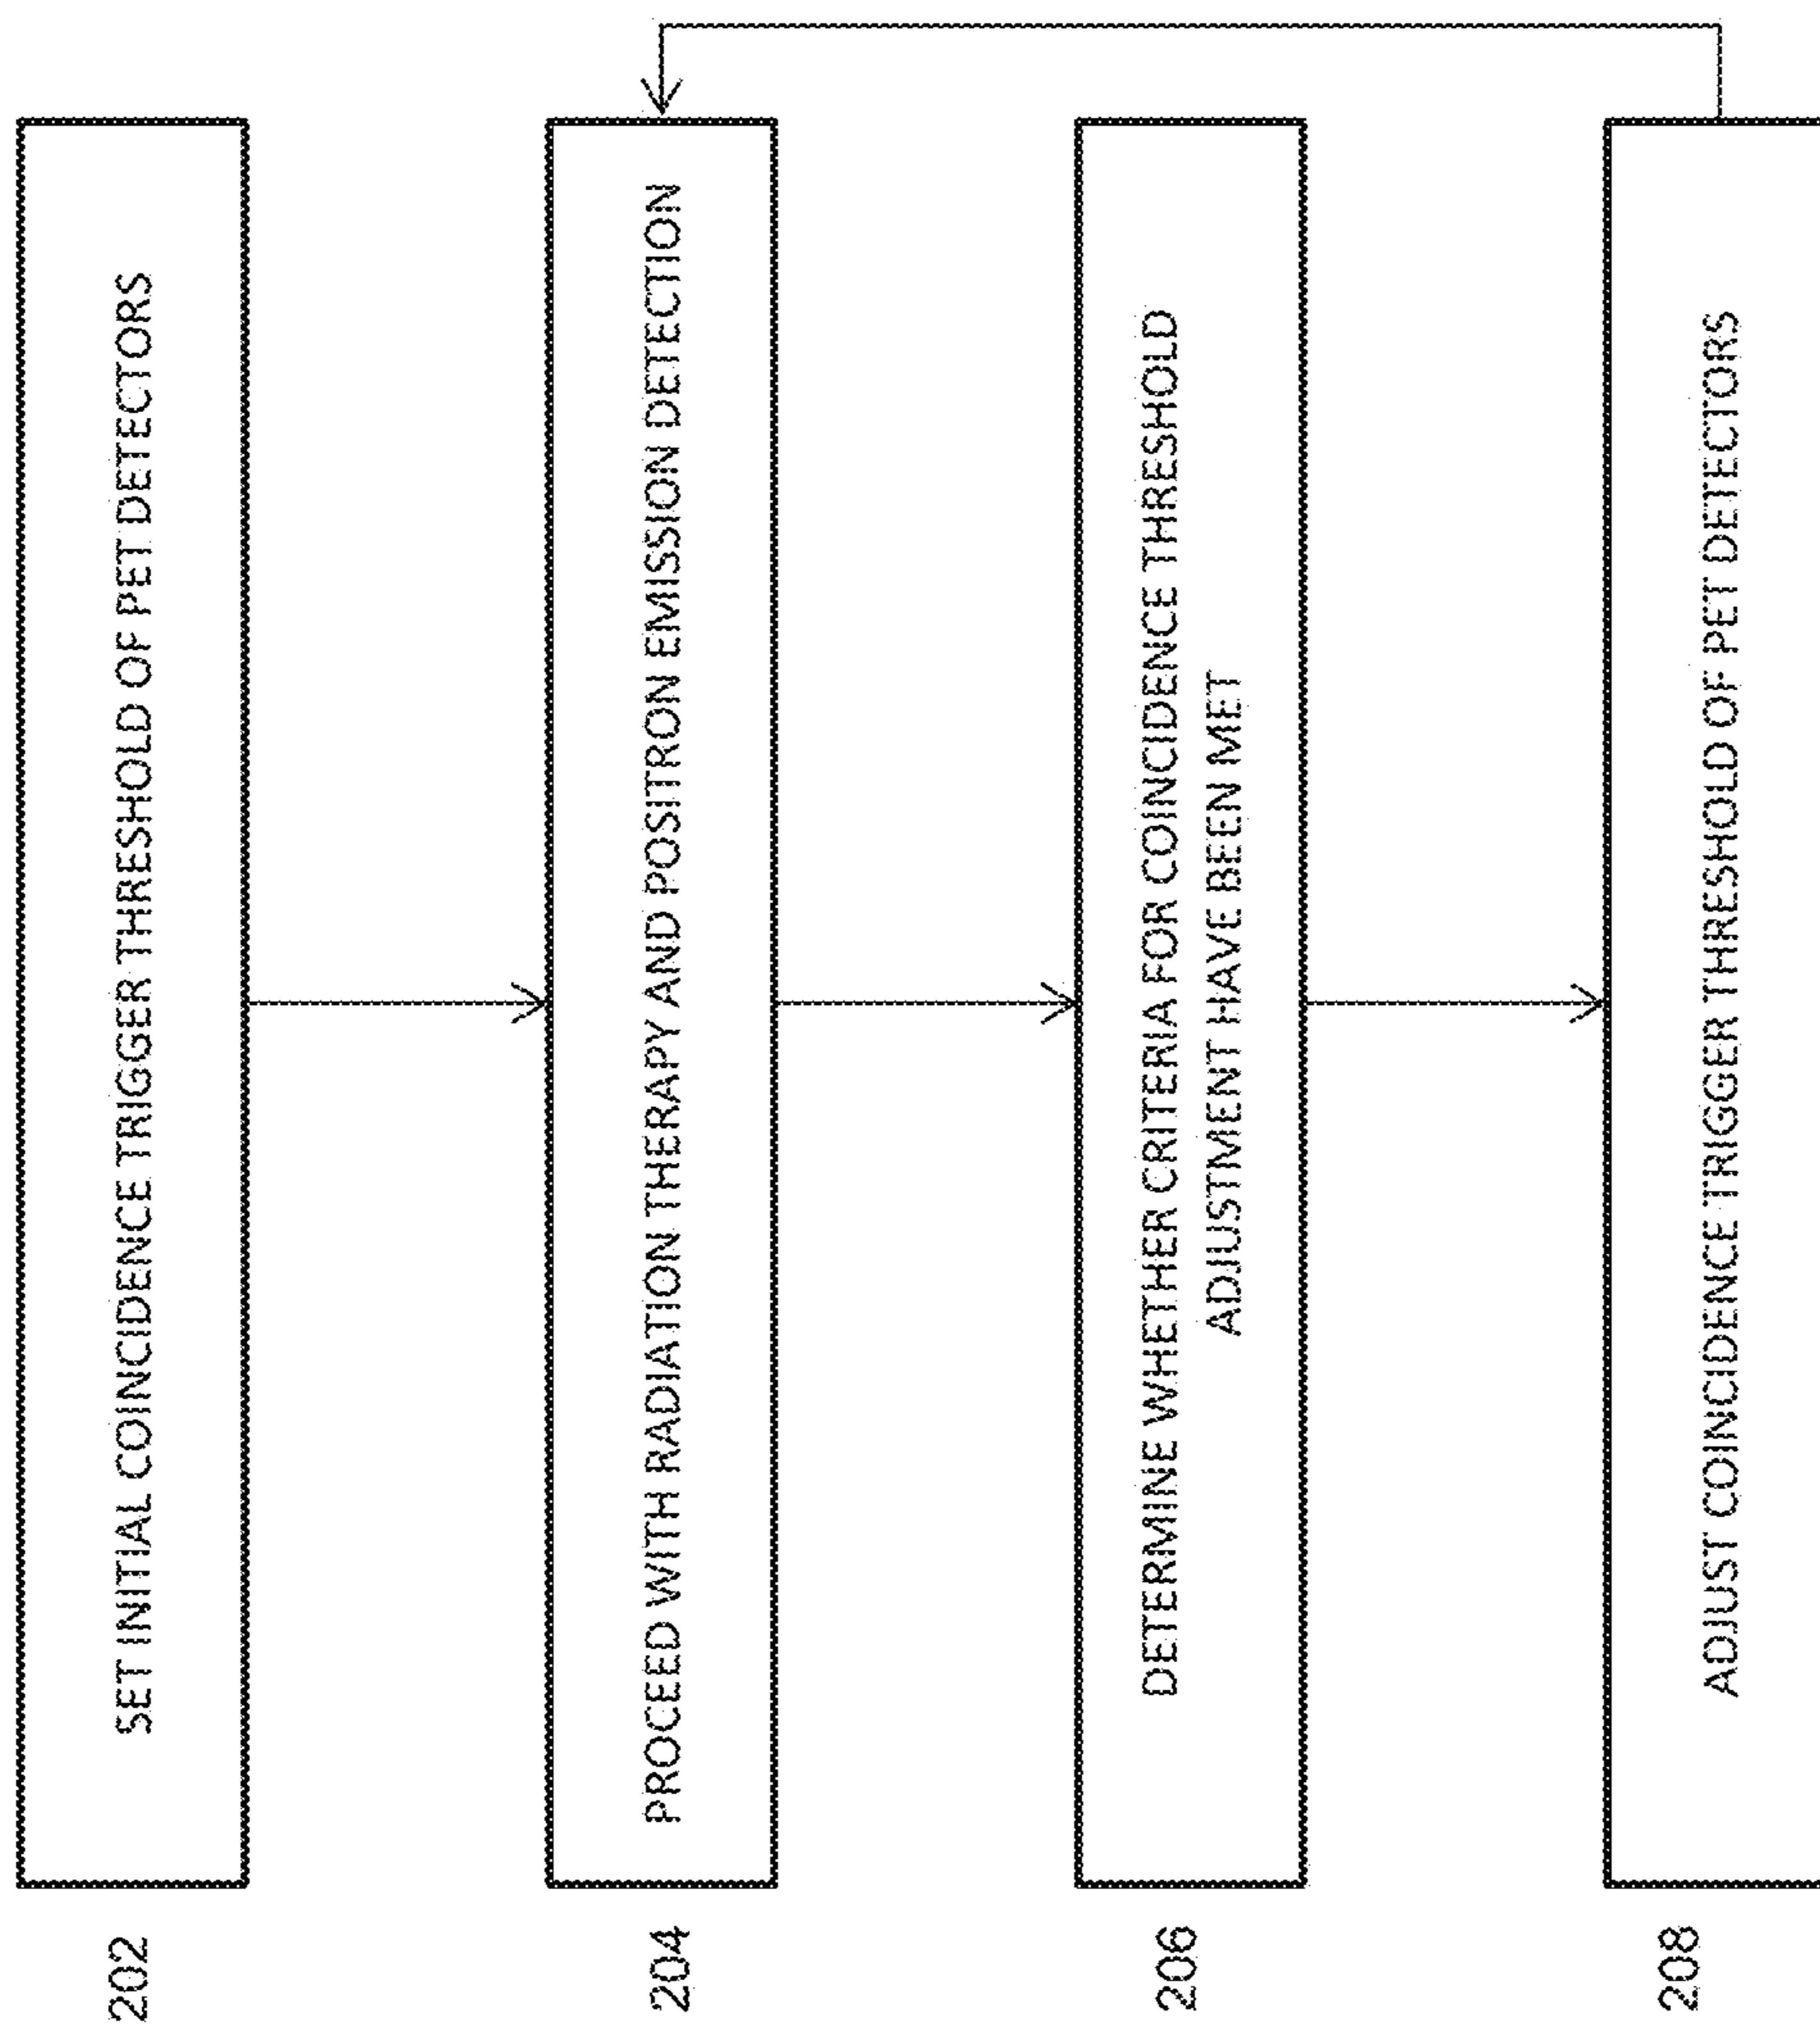 202
SET INITIAL COINCIDENCE TRIGGER THRESHOLD OF PET DETECTORS
204
PROCEED WITH RADIATION THERAPY AND POSITRON EMISSION DETECTION
206
DETERMINE WHETHER CRITERIA FOR COINCIDENCE THRESHOLD
ADJUSTMENT HAVE BEEN MET
208
ADJUST COINCIDENCE TRIGGER THRESHOLD OF PET DETECTORS